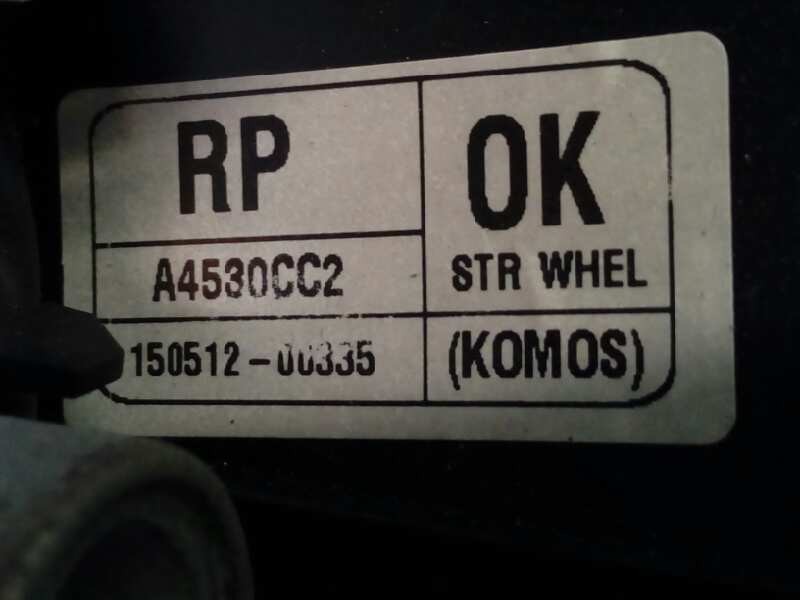 RP
OK
STR WHEL
A4530CC2
150512-00335
(KOMOS)